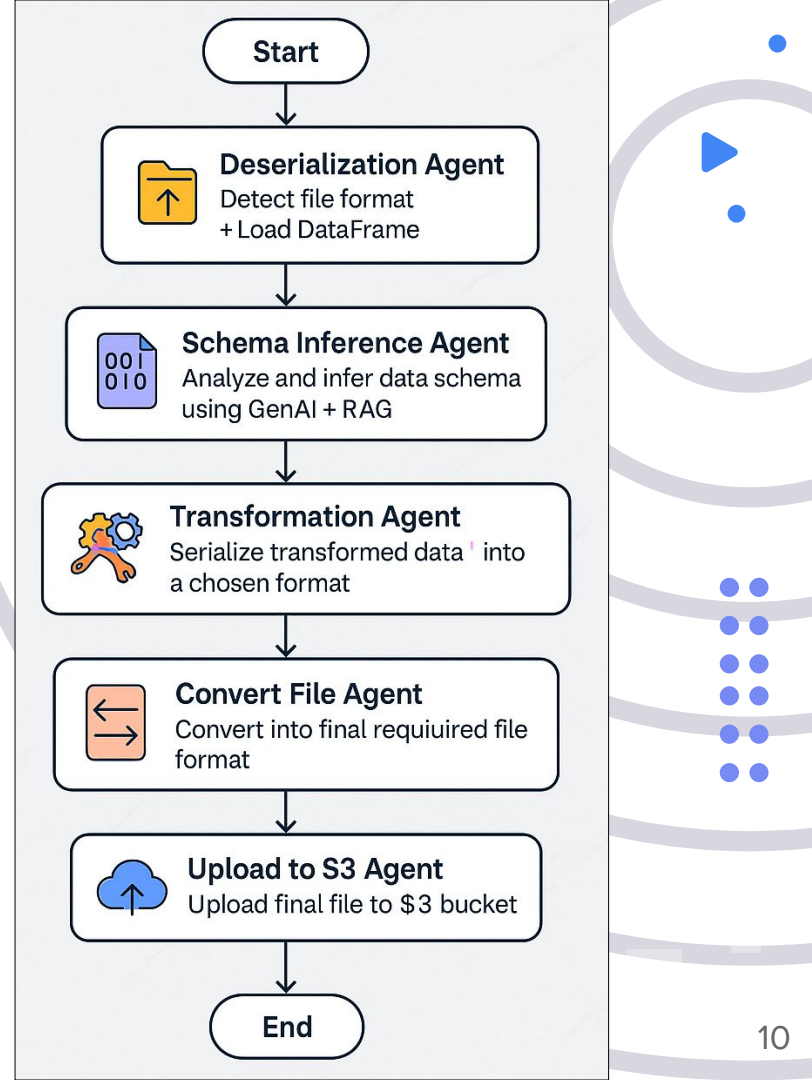 Start
Deserialization Agent
Detect file format
+ Load DataFrame
Schema Inference Agent
001
010
Analyze and infer data schema
using GenAI + RAG
Transformation Agent
Serialize transformed data ' into
a chosen format
Convert File Agent
Convert into final requiuired file
format
Upload to S3 Agent
Upload final file to $3 bucket
End
10